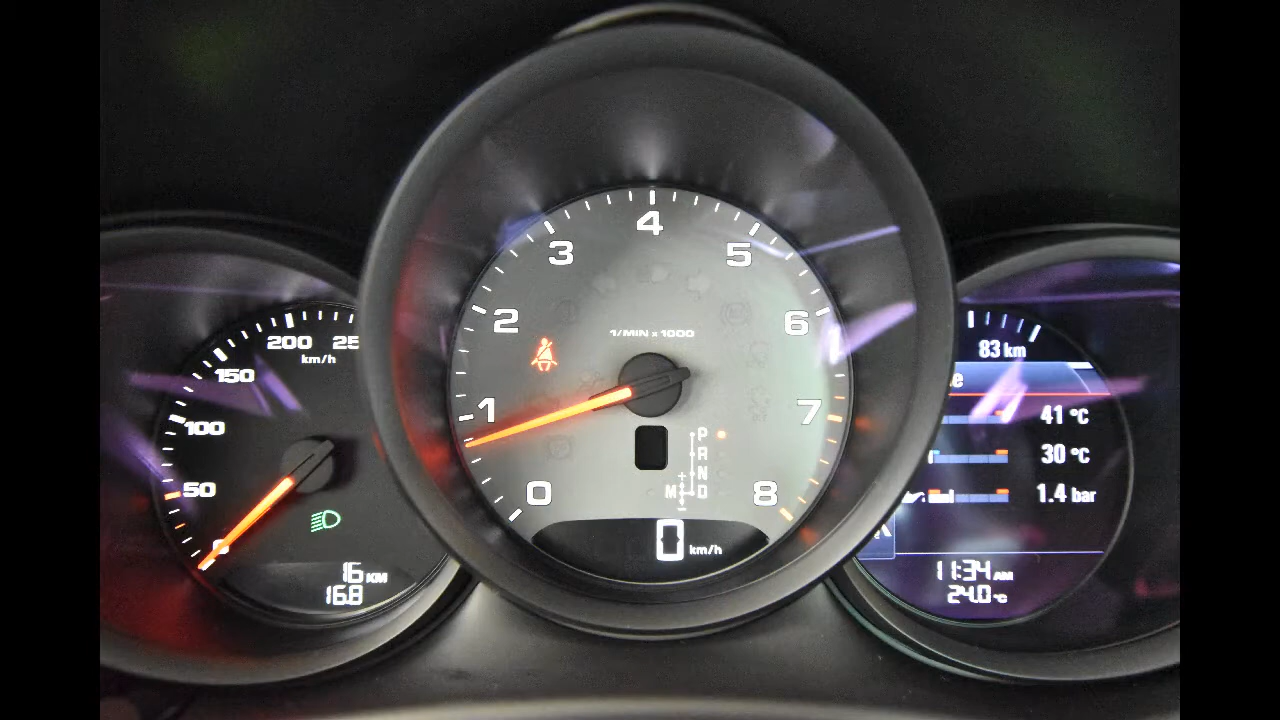 50
100
150
200
25
km/h
0
16 KM
16.8
0
1
2
3
4
5
6
7
8
1/MIN x 1000
P
R
N
M D
+
-
0 km/h
83 km
e
41 °C
30 °C
1.4 bar
11:34 AM
24.0 °C